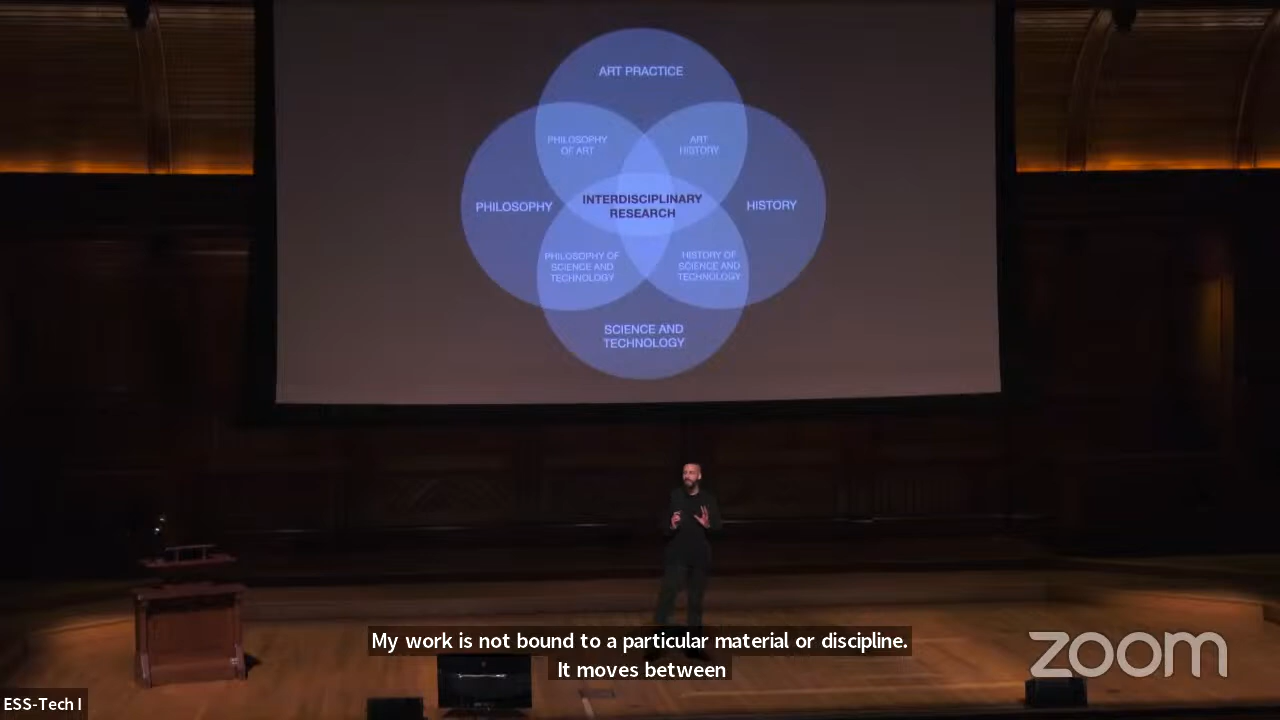 ART PRACTICE
PHILOSOPHY
OF ART
ART
HISTORY
PHILOSOPHY
INTERDISCIPLINARY
RESEARCH
HISTORY
PHILOSOPHY OF
SCIENCE AND
TECHNOLOGY
HISTORY OF
SCIENCE AND
TECHNOLOGY
SCIENCE AND
TECHNOLOGY
My work is not bound to a particular material or discipline.
It moves between
zoom
ESS-Tech I